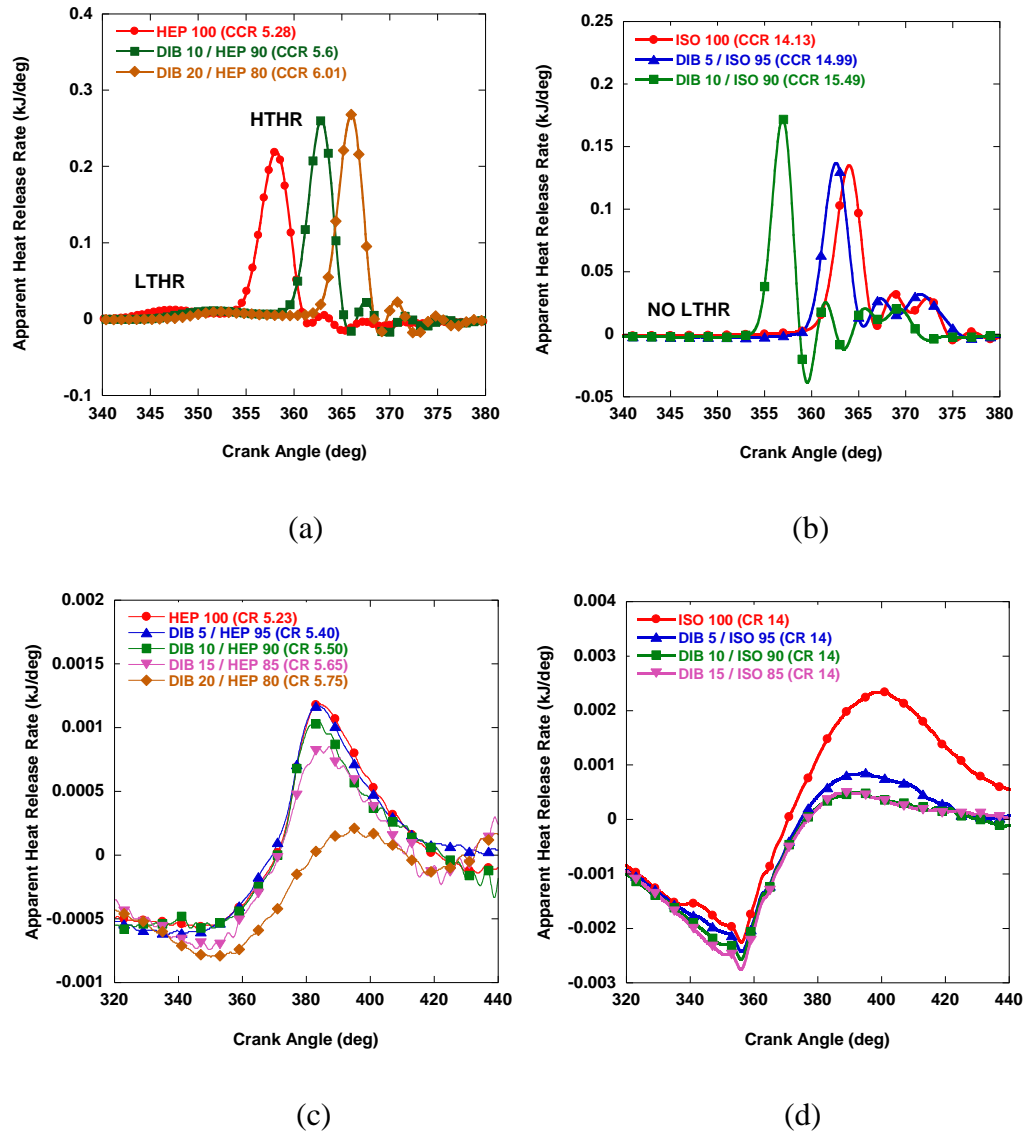 0.4
0.3
0.2
0.1
0
-0.1
340 345 350 355 360 365 370 375 380
Apparent Heat Release Rate (kJ/deg)
Crank Angle (deg)
HEP 100 (CCR 5.28)
DIB 10 / HEP 90 (CCR 5.6)
DIB 20 / HEP 80 (CCR 6.01)
HTHR
LTHR
(a)
0.25
0.2
0.15
0.1
0.05
0
-0.05
340 345 350 355 360 365 370 375 380
Apparent Heat Release Rate (kJ/deg)
Crank Angle (deg)
ISO 100 (CCR 14.13)
DIB 5 / ISO 95 (CCR 14.99)
DIB 10 / ISO 90 (CCR 15.49)
NO LTHR
(b)
0.002
0.0015
0.001
0.0005
0
-0.0005
-0.001
320 340 360 380 400 420 440
Apparent Heat Release Rate (kJ/deg)
Crank Angle (deg)
HEP 100 (CR 5.23)
DIB 5 / HEP 95 (CR 5.40)
DIB 10 / HEP 90 (CR 5.50)
DIB 15 / HEP 85 (CR 5.65)
DIB 20 / HEP 80 (CR 5.75)
(c)
0.004
0.003
0.002
0.001
0
-0.001
-0.002
-0.003
320 340 360 380 400 420 440
Apparent Heat Release Rate (kJ/deg)
Crank Angle (deg)
ISO 100 (CR 14)
DIB 5 / ISO 95 (CR 14)
DIB 10 / ISO 90 (CR 14)
DIB 15 / ISO 85 (CR 14)
(d)